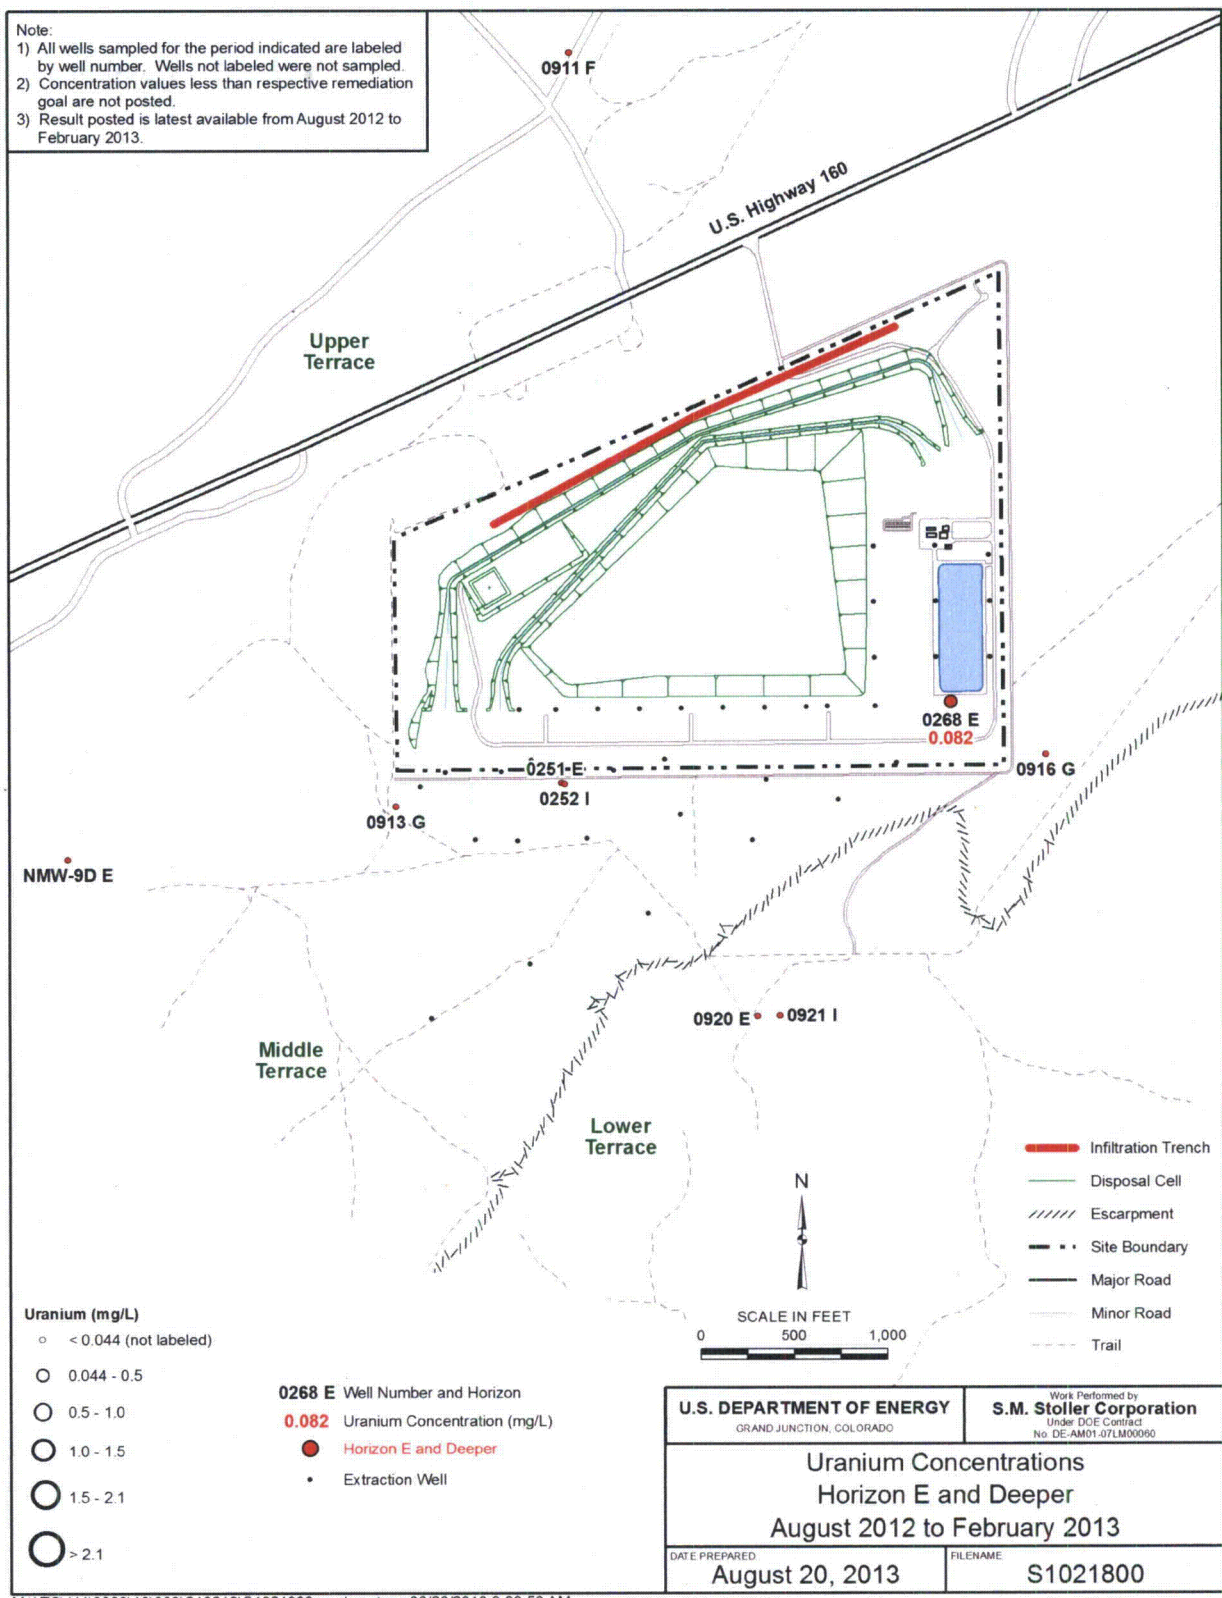 Note:
1) All wells sampled for the period indicated are labeled
by well number. Wells not labeled were not sampled.
2) Concentration values less than respective remediation
goal are not posted.
3) Result posted is latest available from August 2012 to
February 2013.
0911 F
U.S. Highway 160
Upper
Terrace
0268 E
0.082
0251 E
0252 I
0916 G
0913 G
NMW-9D E
0920 E
0921 I
Middle
Terrace
Lower
Terrace
N
SCALE IN FEET
0 500 1,000
Infiltration Trench
Disposal Cell
Escarpment
Site Boundary
Major Road
Minor Road
Trail
Uranium (mg/L)
< 0.044 (not labeled)
0.044 - 0.5
0.5 - 1.0
1.0 - 1.5
1.5 - 2.1
> 2.1
0268 E Well Number and Horizon
0.082 Uranium Concentration (mg/L)
Horizon E and Deeper
Extraction Well
U.S. DEPARTMENT OF ENERGY
GRAND JUNCTION, COLORADO
Work Performed by
S.M. Stoller Corporation
Under DOE Contract
No. DE-AM01-07LM00060
Uranium Concentrations
Horizon E and Deeper
August 2012 to February 2013
DATE PREPARED
August 20, 2013
FILENAME
S1021800